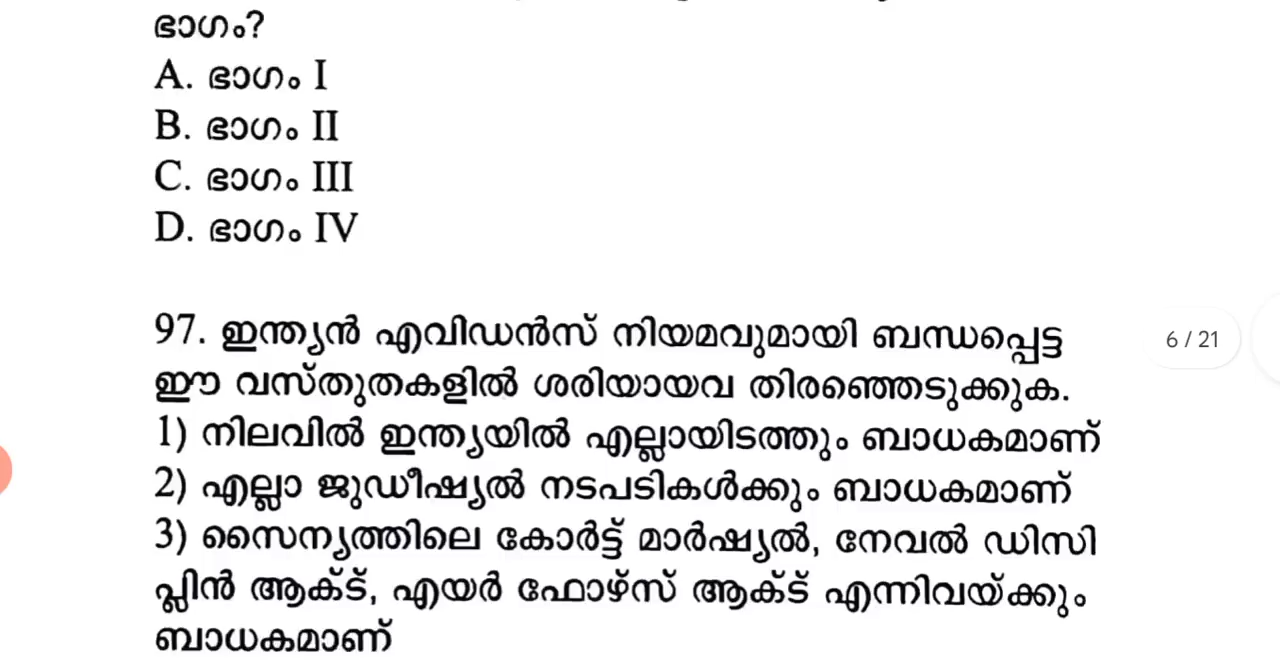 ഭാഗം?
A. ഭാഗം I
B. ഭാഗം II
C. ഭാഗം III
D. ഭാഗം IV
97. ഇന്ത്യൻ എവിഡൻസ് നിയമവുമായി ബന്ധപ്പെട്ട
ഈ വസ്തുതകളിൽ ശരിയായവ തിരഞ്ഞെടുക്കുക.
6 / 21
1) നിലവിൽ ഇന്ത്യയിൽ എല്ലായിടത്തും ബാധകമാണ്
2) എല്ലാ ജുഡീഷ്യൽ നടപടികൾക്കും ബാധകമാണ്
3) സൈന്യത്തിലെ കോർട്ട് മാർഷ്യൽ, നേവൽ ഡിസി
പ്ലിൻ ആക്ട്, എയർ ഫോഴ്സ് ആക്ട് എന്നിവയ്ക്കും
ബാധകമാണ്